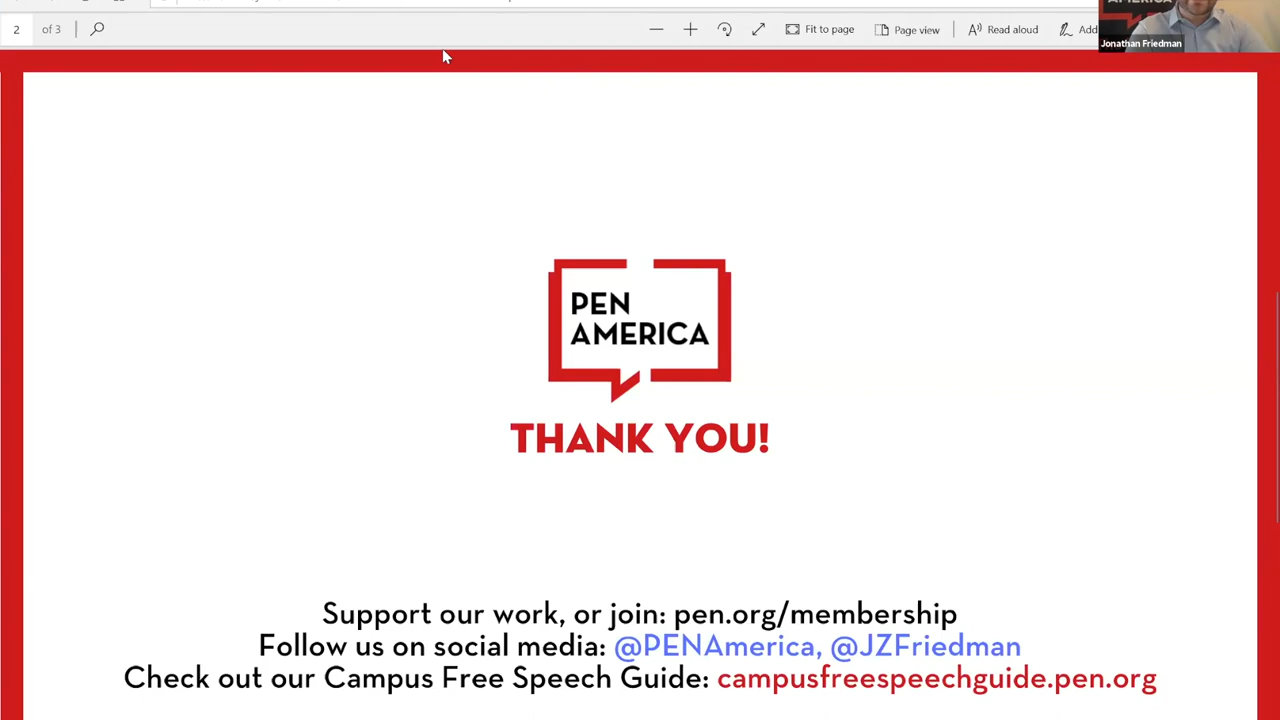 2 of 3
Fit to page
Page view
Read aloud
Add
Jonathan Friedman
PEN
AMERICA
THANK YOU!
Support our work, or join: pen.org/membership
Follow us on social media: @PENAmerica, @JZFriedman
Check out our Campus Free Speech Guide: campusfreespeechguide.pen.org